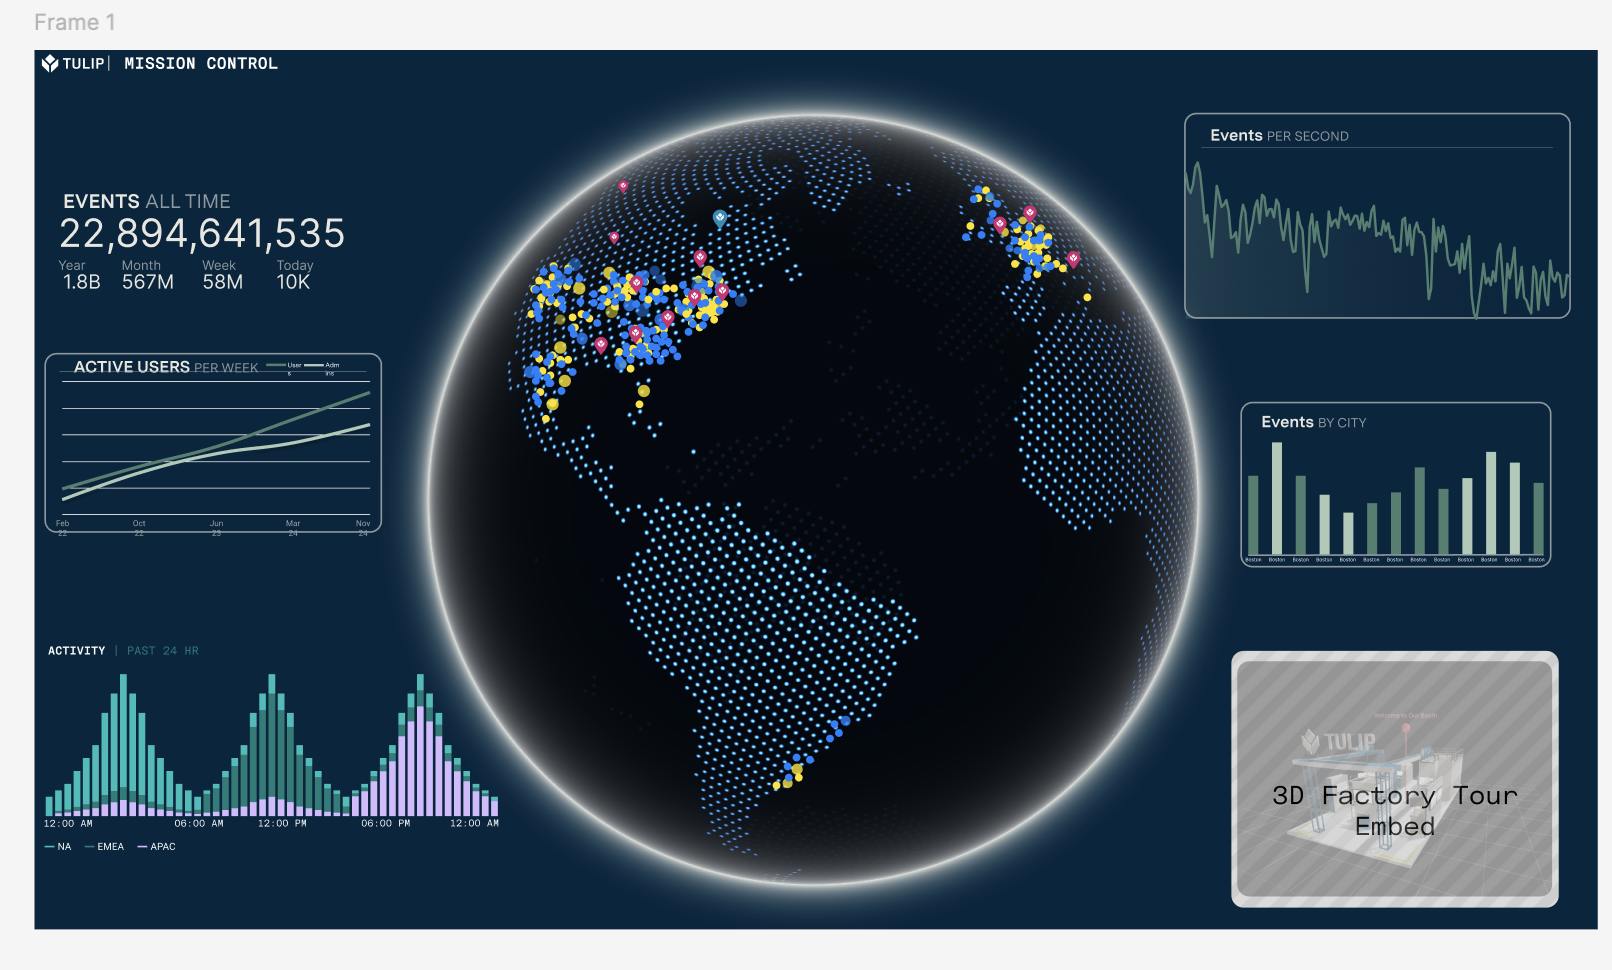 Frame 1
TULIP | MISSION CONTROL
EVENTS ALL TIME
22,894,641,535
Year Month Week Today
1.8B 567M 58M 10K
ACTIVE USERS PER WEEK
User Adm
s ins
Feb Oct Jun Mar Nov
22 22 23 24 24
ACTIVITY | PAST 24 HR
12:00 AM 06:00 AM 12:00 PM 06:00 PM 12:00 AM
NA EMEA APAC
Events PER SECOND
Events BY CITY
Boston Boston Boston Boston Boston Boston Boston Boston Boston Boston Boston Boston Boston
Welcome to Our Booth
TULIP
3D Factory Tour
Embed